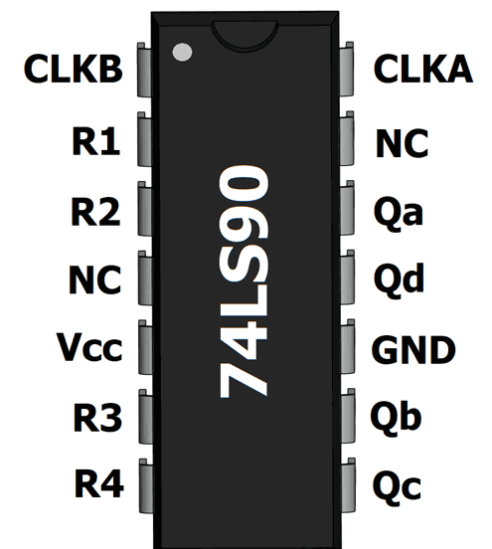 CLKB CLKA
R1 NC
R2 Qa
NC Qd
Vcc GND
R3 Qb
R4 Qc
74LS90